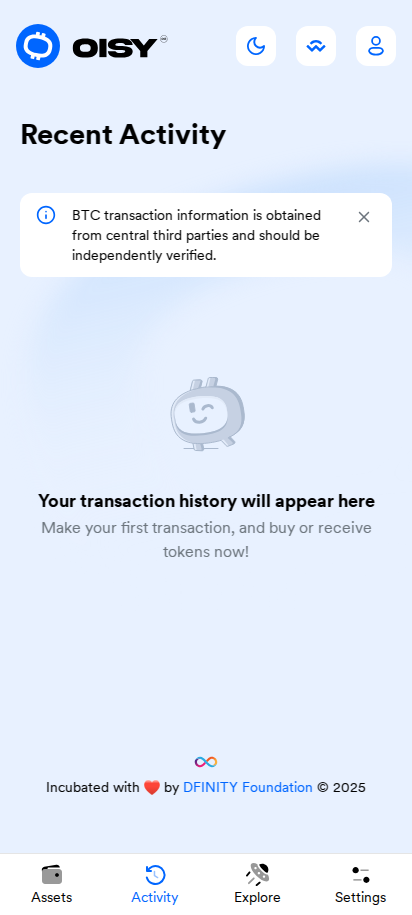 OISY
Recent Activity
BTC transaction information is obtained
from central third parties and should be
independently verified.
Your transaction history will appear here
Make your first transaction, and buy or receive
tokens now!
Incubated with ❤️ by DFINITY Foundation © 2025
Assets
Activity
Explore
Settings